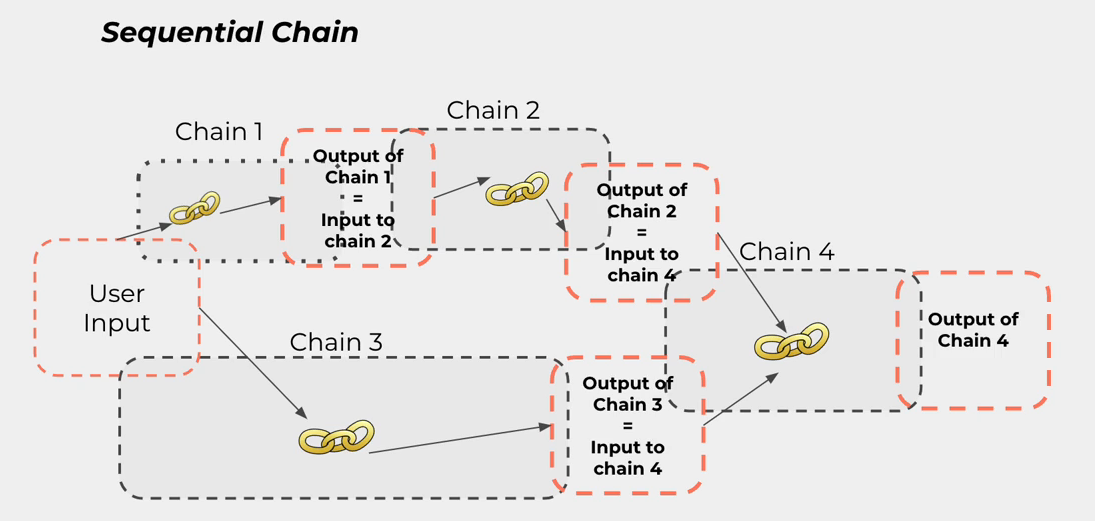 Sequential Chain
Chain 1
Chain 2
Output of
Chain 1
=
Input to
chain 2
Output of
Chain 2
=
Input to
chain 4
User
Input
Chain 3
Output of
Chain 3
=
Input to
chain 4
Chain 4
Output of
Chain 4